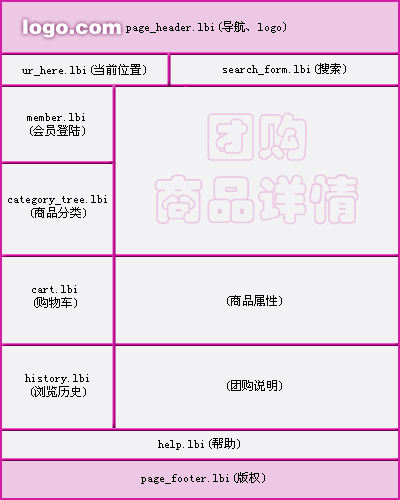 logo.com
page_header.lbi(导航、logo)
ur_here.lbi(当前位置)
search_form.lbi(搜索)
member.lbi
(会员登陆)
团购
商品详情
category_tree.lbi
(商品分类)
cart.lbi
(购物车)
(商品属性)
history.lbi
(浏览历史)
(团购说明)
help.lbi(帮助)
page_footer.lbi(版权)